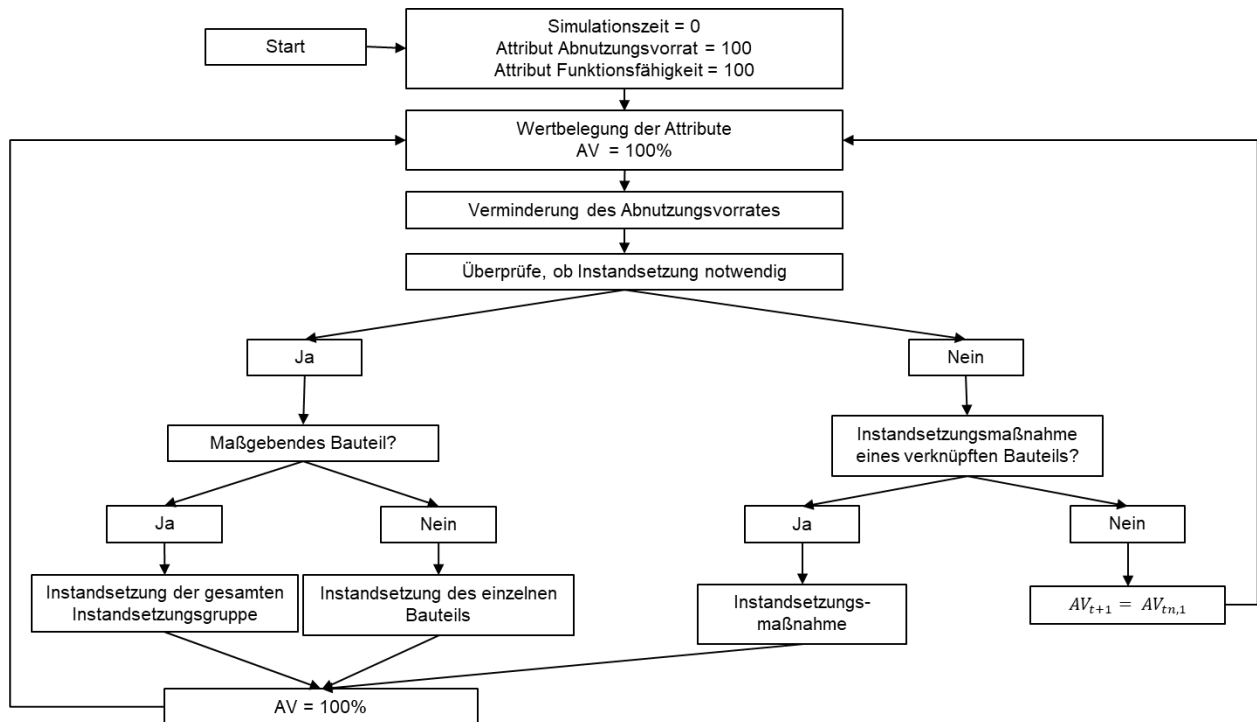 Start
Simulationszeit = 0
Attribut Abnutzungsvorrat = 100
Attribut Funktionsfähigkeit = 100
Wertbelegung der Attribute
AV = 100%
Verminderung des Abnutzungsvorrates
Überprüfe, ob Instandsetzung notwendig
Ja
Nein
Maßgebendes Bauteil?
Instandsetzungsmaßnahme
eines verknüpften Bauteils?
Ja
Nein
Ja
Nein
Instandsetzung der gesamten
Instandsetzungsgruppe
Instandsetzung des einzelnen
Bauteils
Instandsetzungs-
maßnahme
AV_{t+1} = AV_{tn,1}
AV = 100%